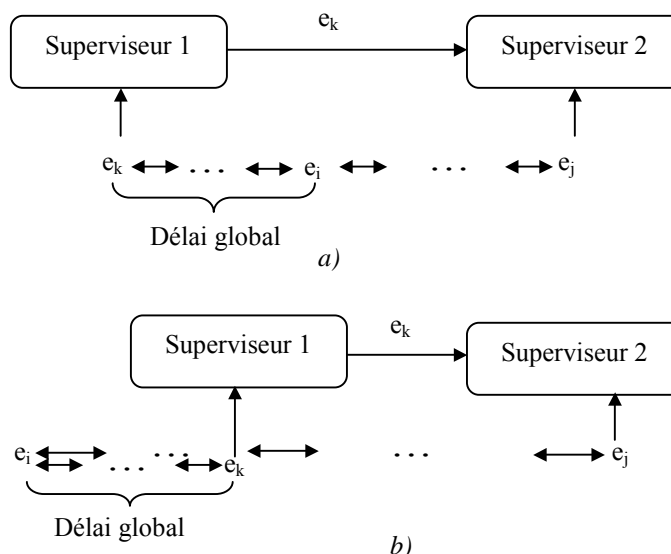 e_k
Superviseur 1
Superviseur 2
e_k ... e_i ... e_j
Délai global
a)
e_k
Superviseur 1
Superviseur 2
e_i ... ... e_k ... e_j
Délai global
b)